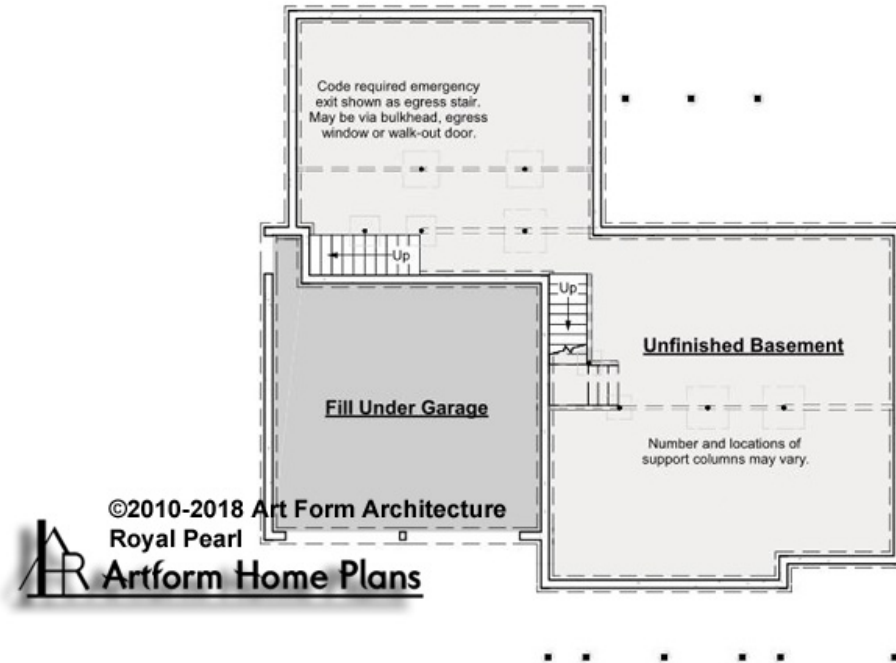 Code required emergency
exit shown as egress stair.
May be via bulkhead, egress
window or walk-out door.
Up
Up
Unfinished Basement
Fill Under Garage
Number and locations of
support columns may vary.
©2010-2018 Art Form Architecture
Royal Pearl
Artform Home Plans